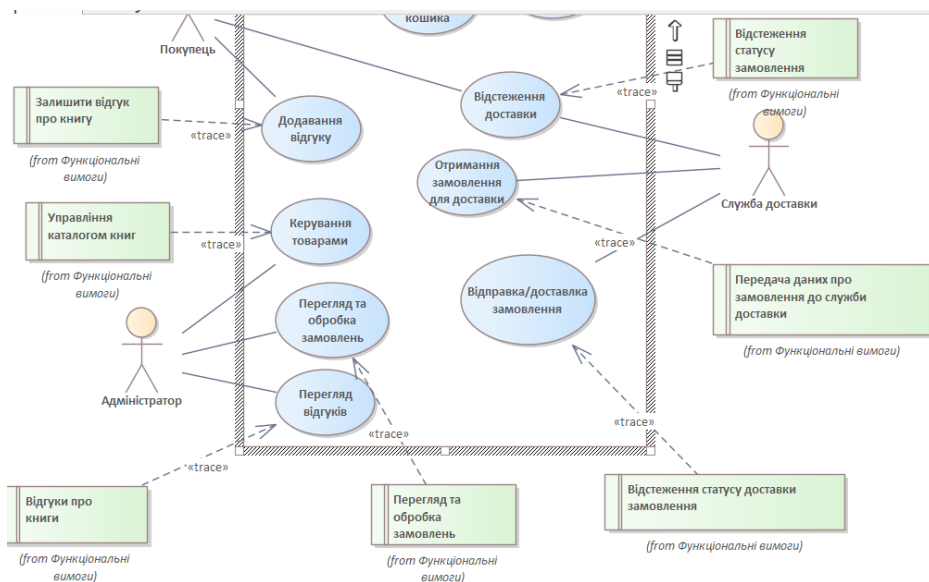 кошика
Покупець
Відстеження
статусу
замовлення
(from Функціональні
вимоги)
«trace»
Відстеження
доставки
Залишити відгук
про книгу
(from Функціональні
вимоги)
«trace»
Додавання
відгуку
Отримання
замовлення
для доставки
Служба доставки
Управління
каталогом книг
(from Функціональні
вимоги)
«trace»
Керування
товарами
«trace»
Передача даних про
замовлення до служби
доставки
(from Функціональні вимоги)
Відправка/доставлка
замовлення
Перегляд та
обробка
замовлень
Адміністратор
Перегляд
відгуків
«trace»
«trace»
«trace»
Відгуки про
книги
(from Функціональні
вимоги)
Перегляд та
обробка
замовлень
(from Функціональні
вимоги)
Відстеження статусу доставки
замовлення
(from Функціональні вимоги)